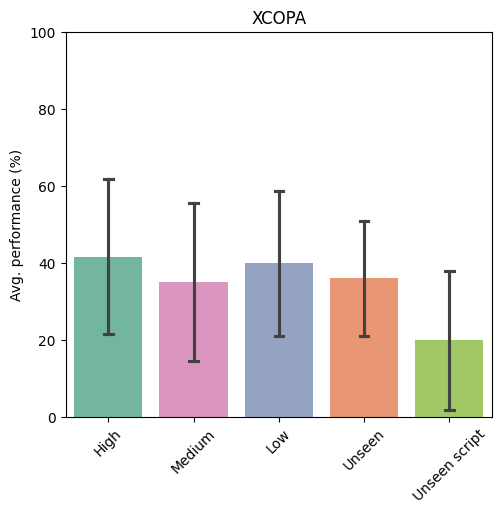 XCOPA
Avg. performance (%)
100
80
60
40
20
0
High
Medium
Low
Unseen
Unseen script